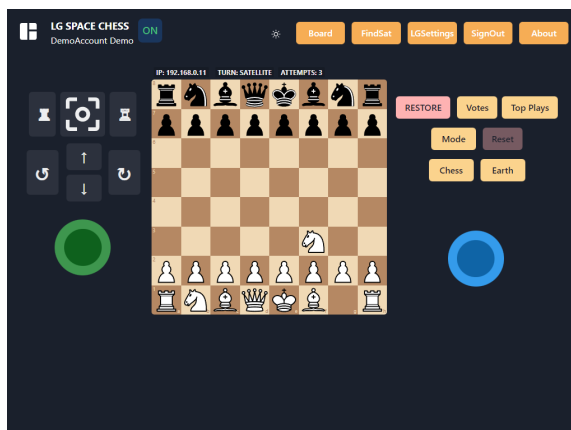 LG SPACE CHESS
DemoAccount Demo
ON
Board
FindSat
LGSettings
SignOut
About
IP: 192.168.0.11 TURN: SATELLITE ATTEMPTS: 3
RESTORE
Votes
Top Plays
Mode
Reset
Chess
Earth